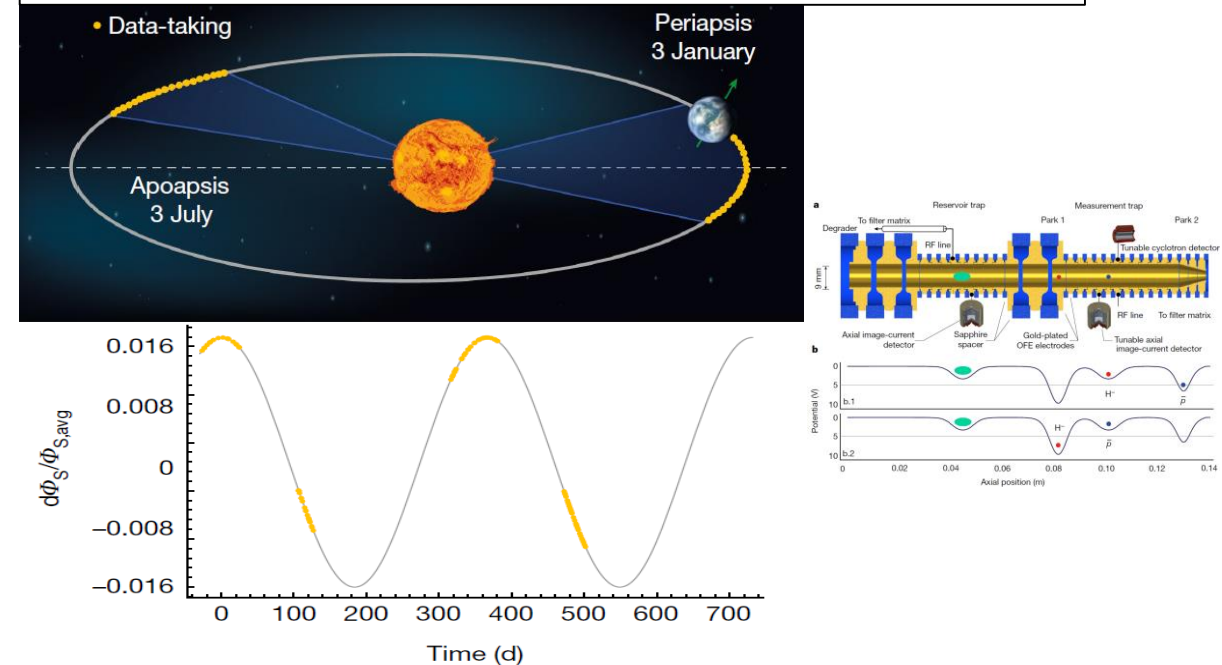 • Data-taking
Periapsis
3 January
Apoapsis
3 July
0.016
0.008
0
−0.008
−0.016
dΦS/ΦS,avg
0 100 200 300 400 500 600 700
Time (d)
a
Reservoir trap
Measurement trap
To filter matrix
Park 1
Park 2
Degrader
RF line
Tunable cyclotron detector
9 mm
RF line
To filter matrix
Axial image-current
detector
Sapphire
spacer
Gold-plated
OFE electrodes
Tunable axial
image-current detector
b
Potential (V)
0
5
10
b.1
H⁻
p̄
0
5
10
b.2
H⁻
p̄
0 0.02 0.04 0.06 0.08 0.10 0.12 0.14
Axial position (m)